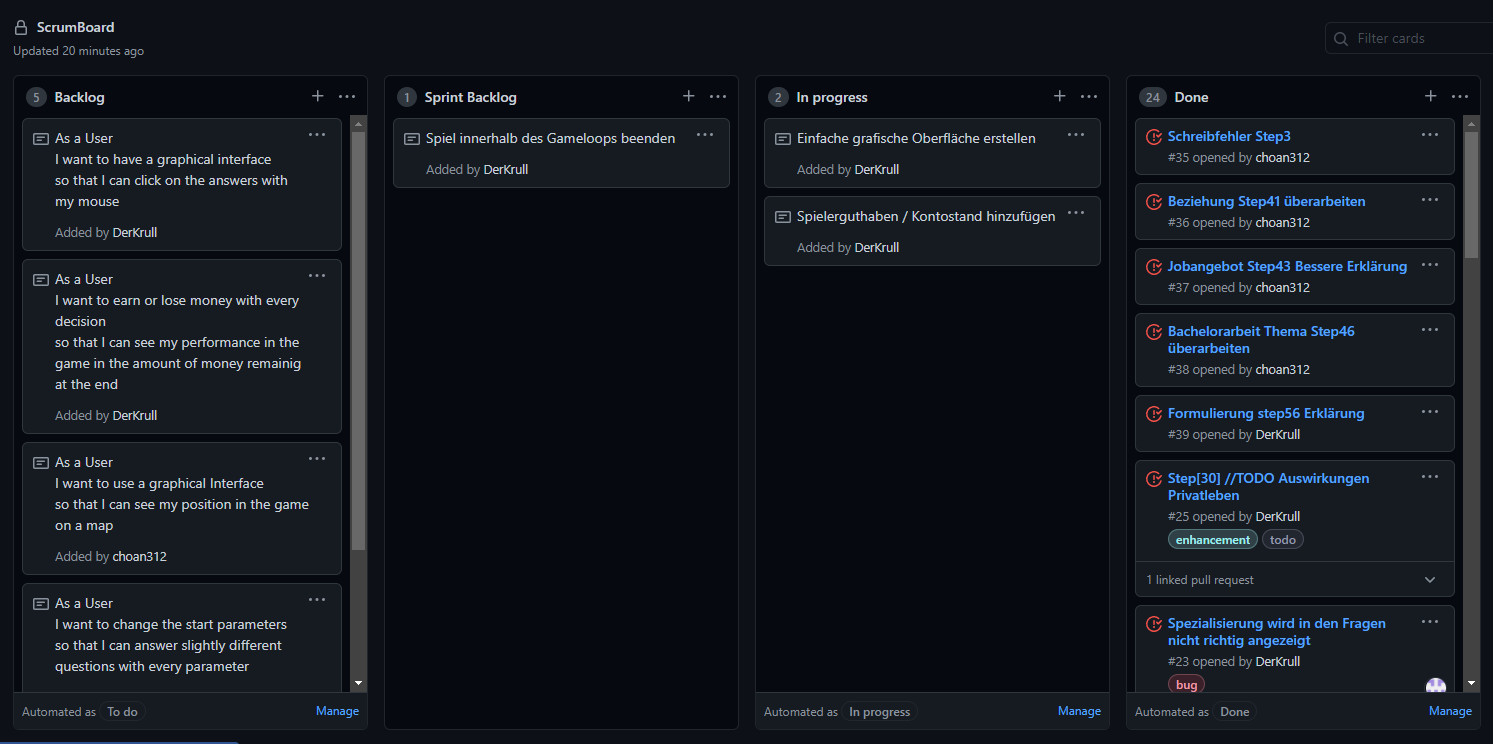 ScrumBoard
Updated 20 minutes ago
Filter cards
5 Backlog
As a User
I want to have a graphical interface
so that I can click on the answers with
my mouse
Added by DerKrull
As a User
I want to earn or lose money with every
decision
so that I can see my performance in the
game in the amount of money remainig
at the end
Added by DerKrull
As a User
I want to use a graphical Interface
so that I can see my position in the game
on a map
Added by choan312
As a User
I want to change the start parameters
so that I can answer slightly different
questions with every parameter
Automated as To do
Manage
1 Sprint Backlog
Spiel innerhalb des Gameloops beenden
Added by DerKrull
2 In progress
Einfache grafische Oberfläche erstellen
Added by DerKrull
Spielerguthaben / Kontostand hinzufügen
Added by DerKrull
Automated as In progress
Manage
24 Done
Schreibfehler Step3
#35 opened by choan312
Beziehung Step41 überarbeiten
#36 opened by choan312
Jobangebot Step43 Bessere Erklärung
#37 opened by choan312
Bachelorarbeit Thema Step46
überarbeiten
#38 opened by choan312
Formulierung step56 Erklärung
#39 opened by DerKrull
Step[30] //TODO Auswirkungen
Privatleben
#25 opened by DerKrull
enhancement todo
1 linked pull request
Spezialisierung wird in den Fragen
nicht richtig angezeigt
#23 opened by DerKrull
bug
Automated as Done
Manage